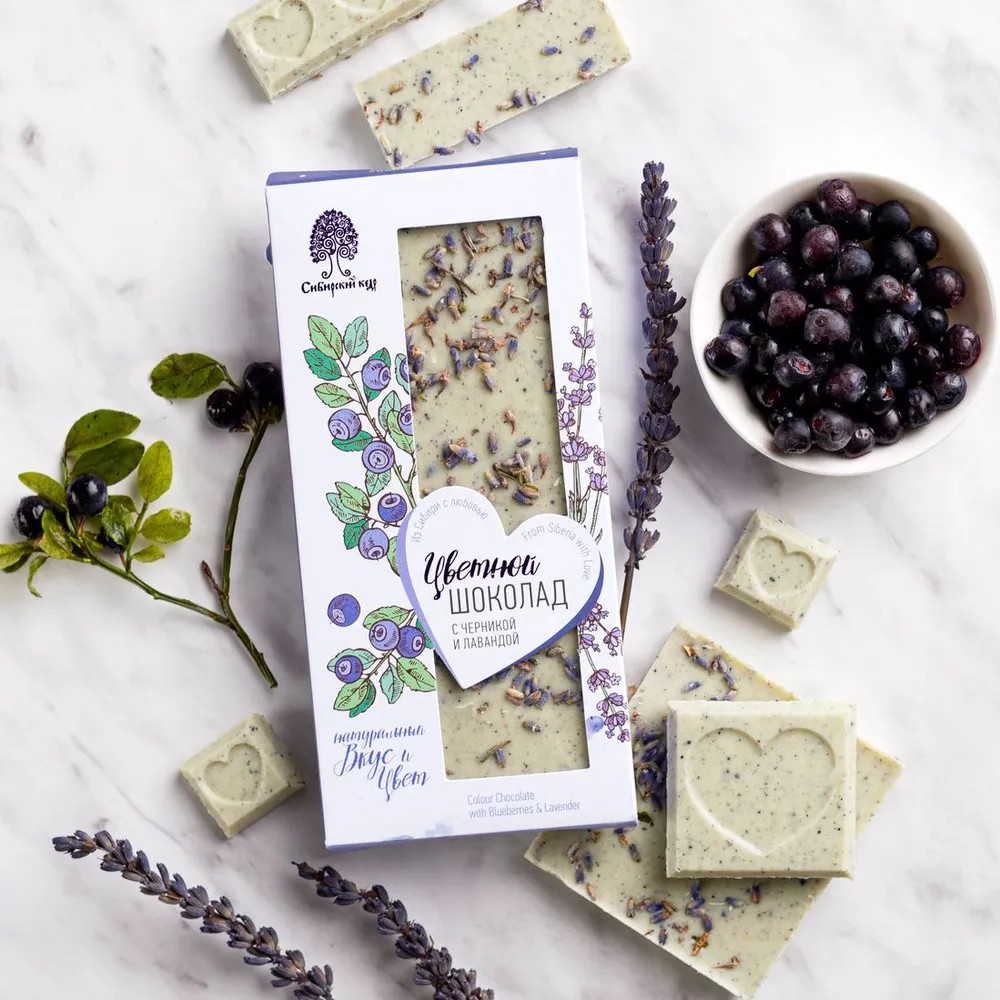 Сибирский кедр
Из Сибири с любовью
From Siberia with Love
Цветной
ШОКОЛАД
С ЧЕРНИКОЙ
И ЛАВАНДОЙ
натуральный
Вкус и
Цвет
Colour Chocolate
with Blueberries & Lavender